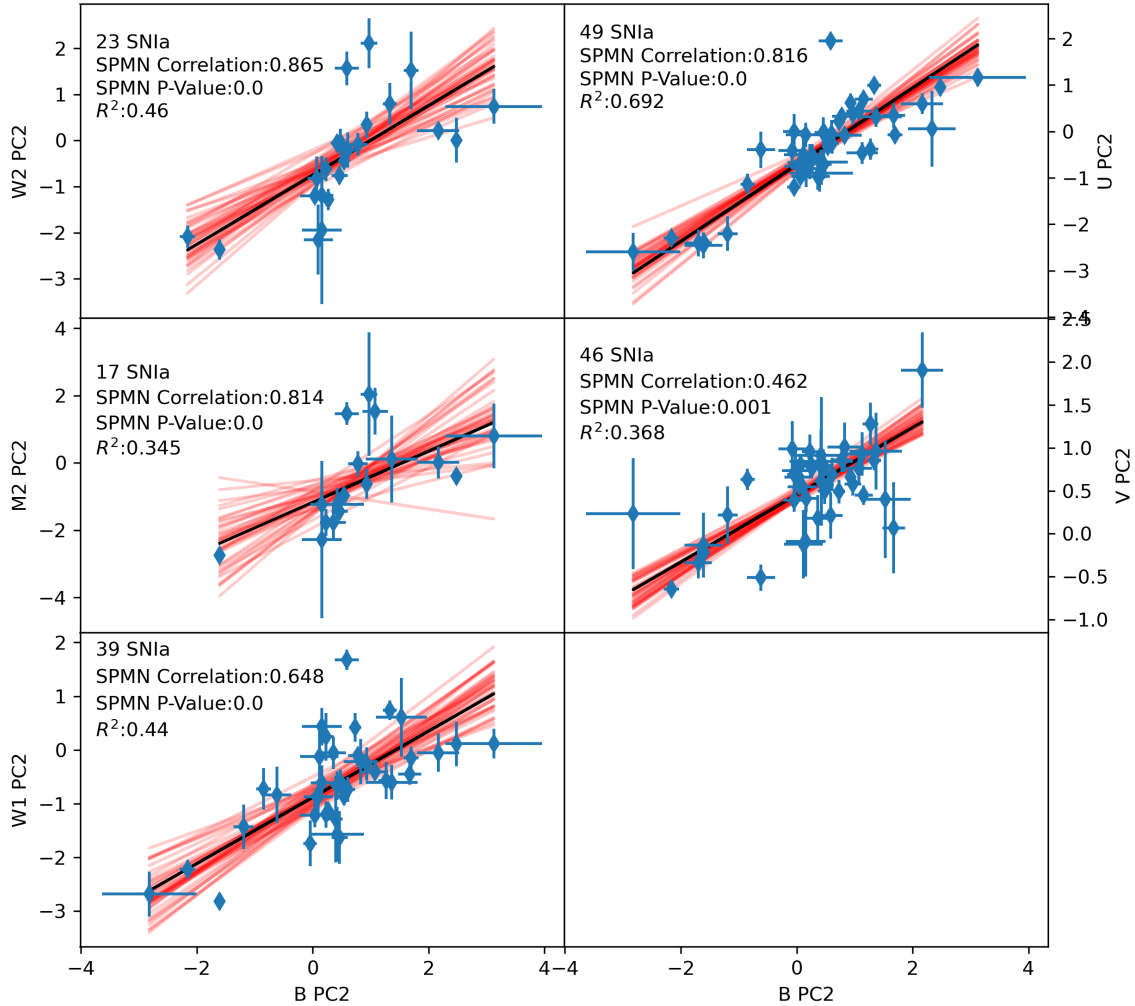 23 SNIa
SPMN Correlation:0.865
SPMN P-Value:0.0
R²:0.46
2
1
0
−1
−2
−3
W2 PC2
49 SNIa
SPMN Correlation:0.816
SPMN P-Value:0.0
R²:0.692
2
1
0
−1
−2
−3
−4
U PC2
17 SNIa
SPMN Correlation:0.814
SPMN P-Value:0.0
R²:0.345
4
2
0
−2
−4
M2 PC2
46 SNIa
SPMN Correlation:0.462
SPMN P-Value:0.001
R²:0.368
2.5
2.0
1.5
1.0
0.5
0.0
−0.5
−1.0
V PC2
39 SNIa
SPMN Correlation:0.648
SPMN P-Value:0.0
R²:0.44
2
1
0
−1
−2
−3
W1 PC2
−4
−2
0
2
4
B PC2
−4
−2
0
2
4
B PC2